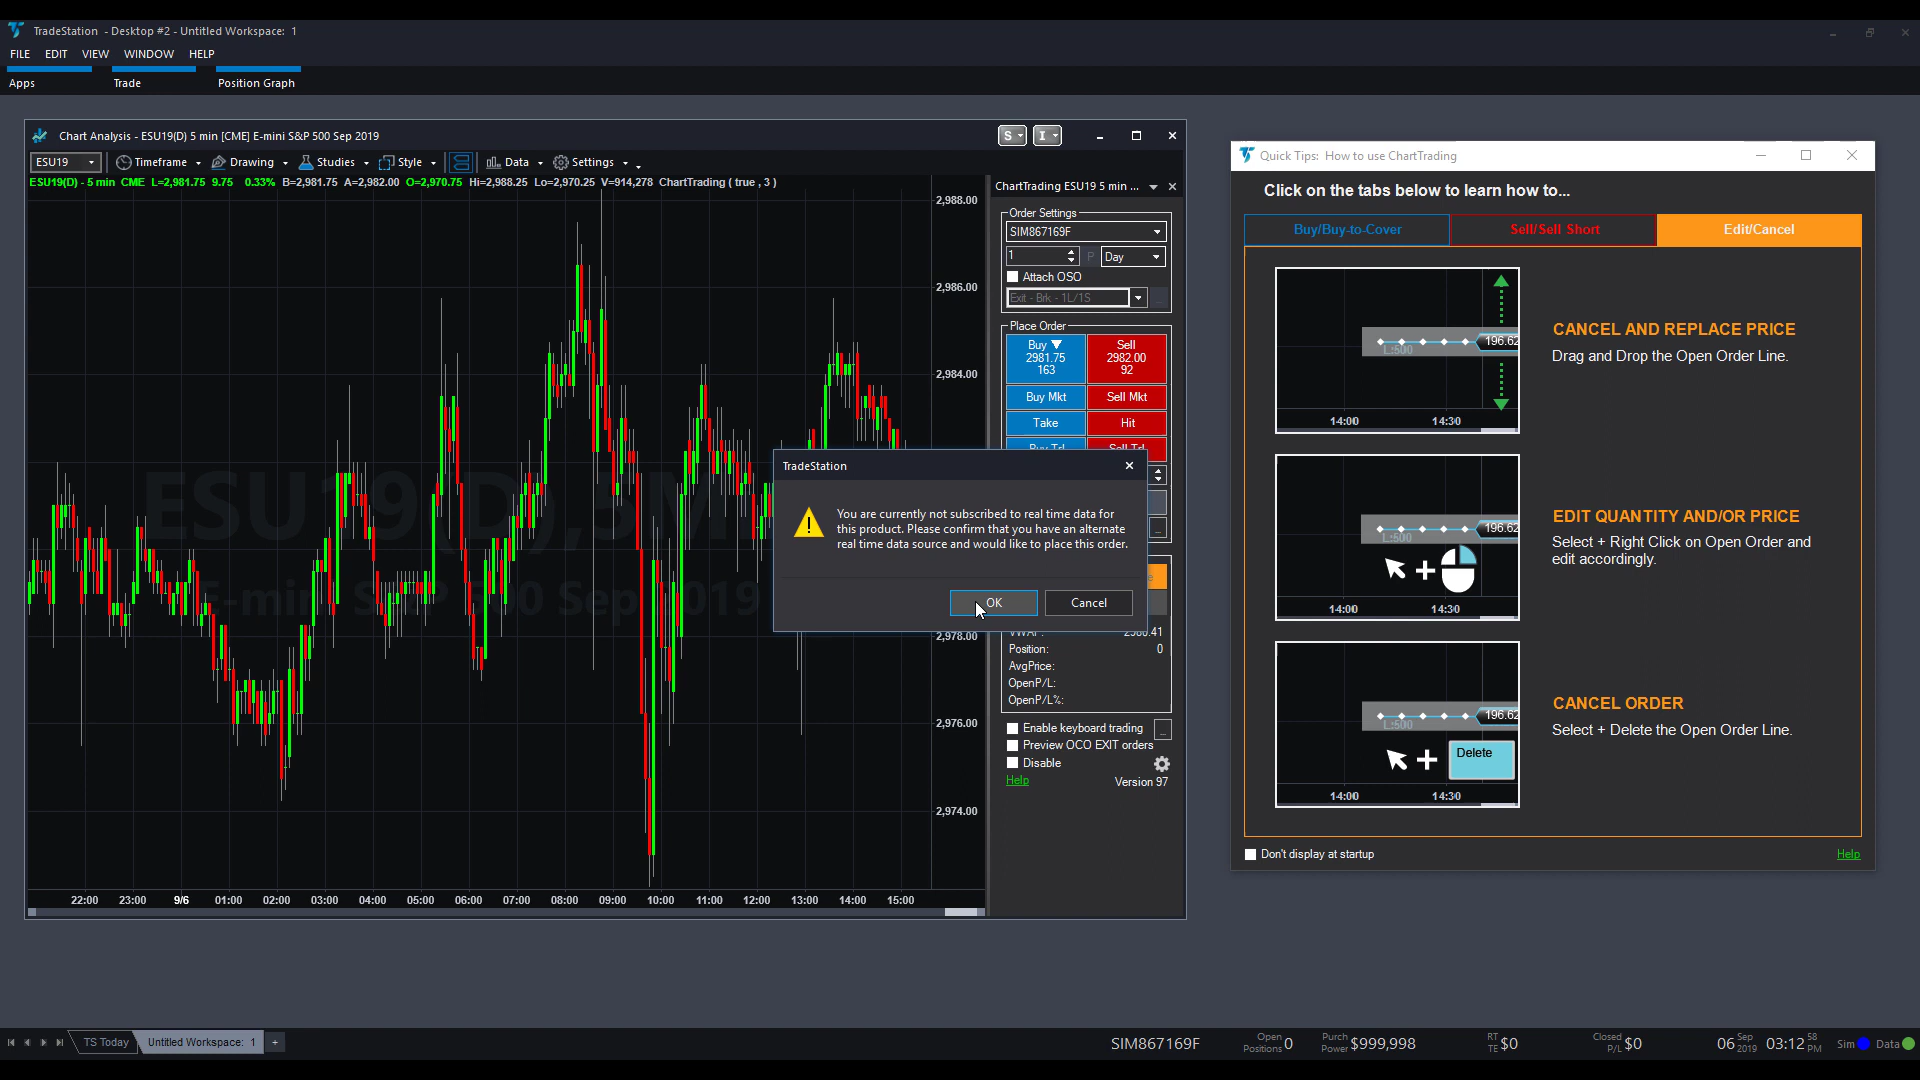 TradeStation - Desktop #2 - Untitled Workspace: 1
FILE EDIT VIEW WINDOW HELP
Apps Trade Position Graph
Chart Analysis - ESU19(D) 5 min [CME] E-mini S&P 500 Sep 2019
S I
ESU19 Timeframe Drawing Studies Style Data Settings
ESU19(D) - 5 min CME L=2,981.75 9.75 0.33% B=2,981.75 A=2,982.00 O=2,970.75 Hi=2,988.25 Lo=2,970.25 V=914,278 ChartTrading ( true , 3 )
2,988.00
2,986.00
2,984.00
2,978.00
2,976.00
2,974.00
22:00 23:00 9/6 01:00 02:00 03:00 04:00 05:00 06:00 07:00 08:00 09:00 10:00 11:00 12:00 13:00 14:00 15:00
ChartTrading ESU19 5 min ...
Order Settings
SIM867169F
1 P Day
Attach OSO
Exit - Brk - 1L/1S
Place Order
Buy Sell
2981.75 2982.00
163 92
Buy Mkt Sell Mkt
Take Hit
Buy Trl Sell Trl
TradeStation
You are currently not subscribed to real time data for
this product. Please confirm that you have an alternate
real time data source and would like to place this order.
OK Cancel
Position: 0
AvgPrice:
OpenP/L:
OpenP/L%:
Enable keyboard trading ...
Preview OCO EXIT orders
Disable
Help Version 97
Quick Tips: How to use ChartTrading
Click on the tabs below to learn how to...
Buy/Buy-to-Cover Sell/Sell Short Edit/Cancel
L:500 196.62
14:00 14:30
CANCEL AND REPLACE PRICE
Drag and Drop the Open Order Line.
L:500 196.62
14:00 14:30
EDIT QUANTITY AND/OR PRICE
Select + Right Click on Open Order and
edit accordingly.
L:500 196.62
Delete
14:00 14:30
CANCEL ORDER
Select + Delete the Open Order Line.
Don't display at startup Help
TS Today Untitled Workspace: 1 +
SIM867169F Open Positions 0 Purch Power $999,998 RT TE $0 Closed P/L $0 06 Sep 2019 03:12 58 PM Sim Data